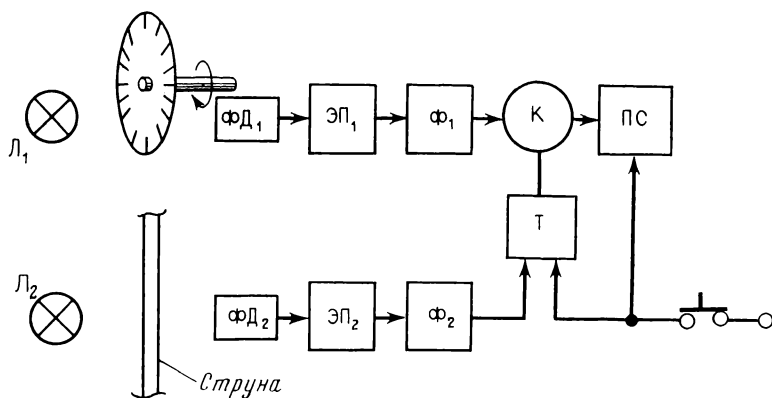 Л₁
ФД₁
ЭП₁
Ф₁
К
ПС
Т
Л₂
ФД₂
ЭП₂
Ф₂
Струна